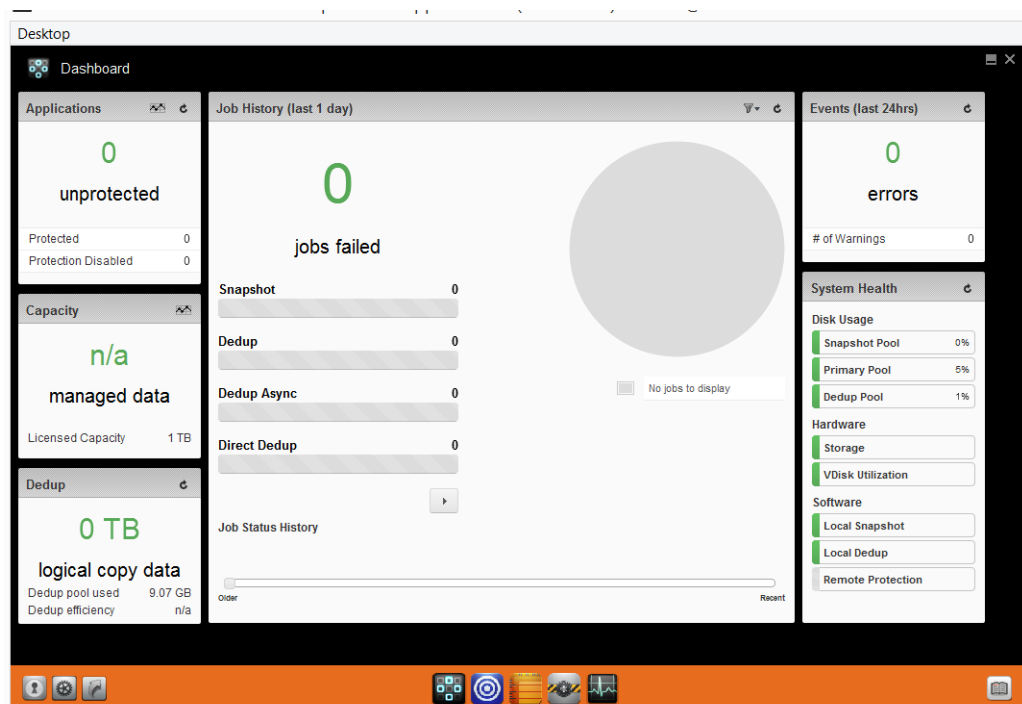 Desktop
Dashboard
Applications
0
unprotected
Protected 0
Protection Disabled 0
Capacity
n/a
managed data
Licensed Capacity 1 TB
Dedup
0 TB
logical copy data
Dedup pool used 9.07 GB
Dedup efficiency n/a
Job History (last 1 day)
0
jobs failed
Snapshot 0
Dedup 0
Dedup Async 0
Direct Dedup 0
No jobs to display
Job Status History
Older Recent
Events (last 24hrs)
0
errors
# of Warnings 0
System Health
Disk Usage
Snapshot Pool 0%
Primary Pool 5%
Dedup Pool 1%
Hardware
Storage
VDisk Utilization
Software
Local Snapshot
Local Dedup
Remote Protection